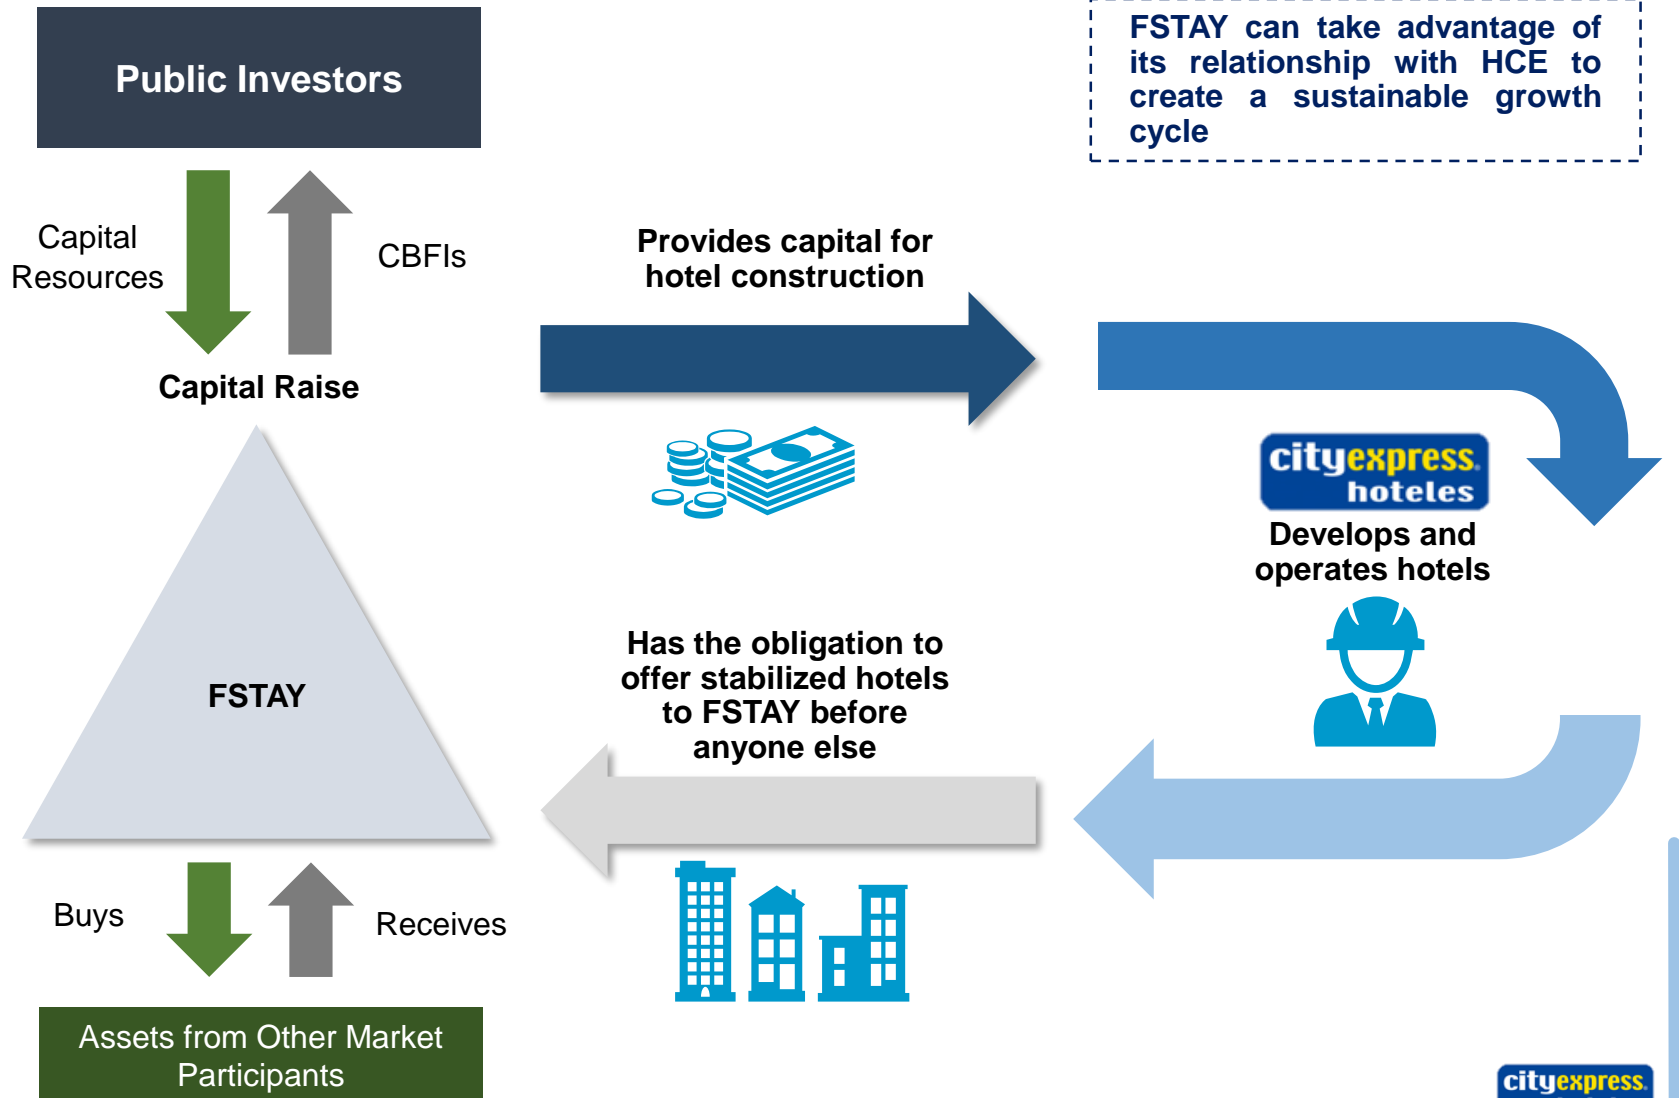 Public Investors
FSTAY can take advantage of
its relationship with HCE to
create a sustainable growth
cycle
Capital
Resources
CBFIs
Capital Raise
Provides capital for
hotel construction
cityexpress.
hoteles
Develops and
operates hotels
FSTAY
Has the obligation to
offer stabilized hotels
to FSTAY before
anyone else
Buys
Receives
Assets from Other Market
Participants
cityexpress.